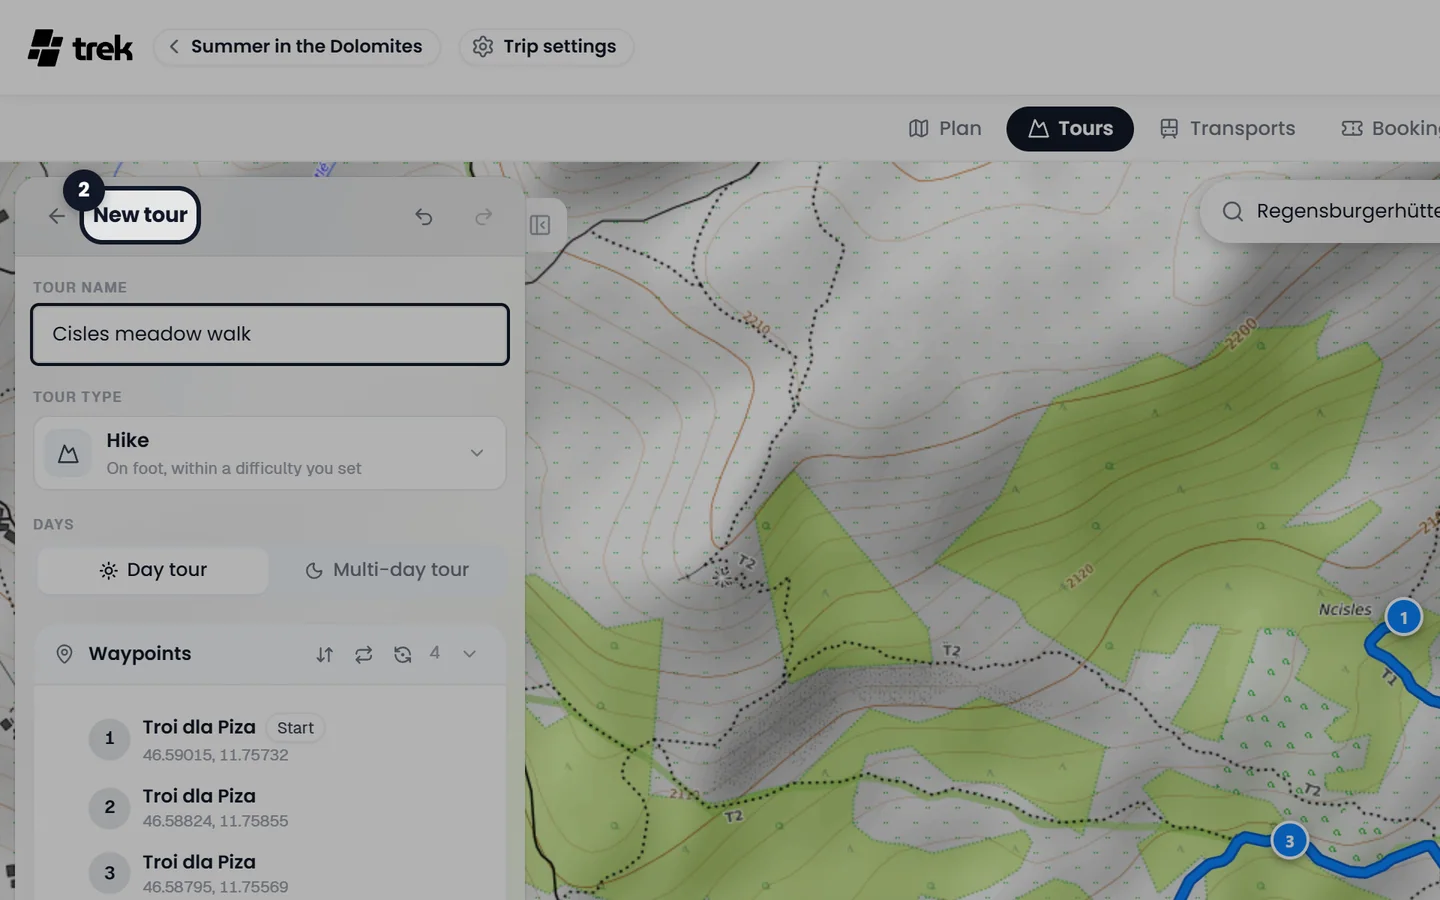 trek
Summer in the Dolomites
Trip settings
Plan
Tours
Transports
2
New tour
Regensburgerhütte
TOUR NAME
Cisles meadow walk
TOUR TYPE
Hike
On foot, within a difficulty you set
DAYS
Day tour
Multi-day tour
Waypoints
4
1
Troi dla Piza
Start
46.59015, 11.75732
2
Troi dla Piza
46.58824, 11.75855
3
Troi dla Piza
46.58795, 11.75569
2210
2200
T2
2120
Ncisles
1
T2
T1
T2
T2
3